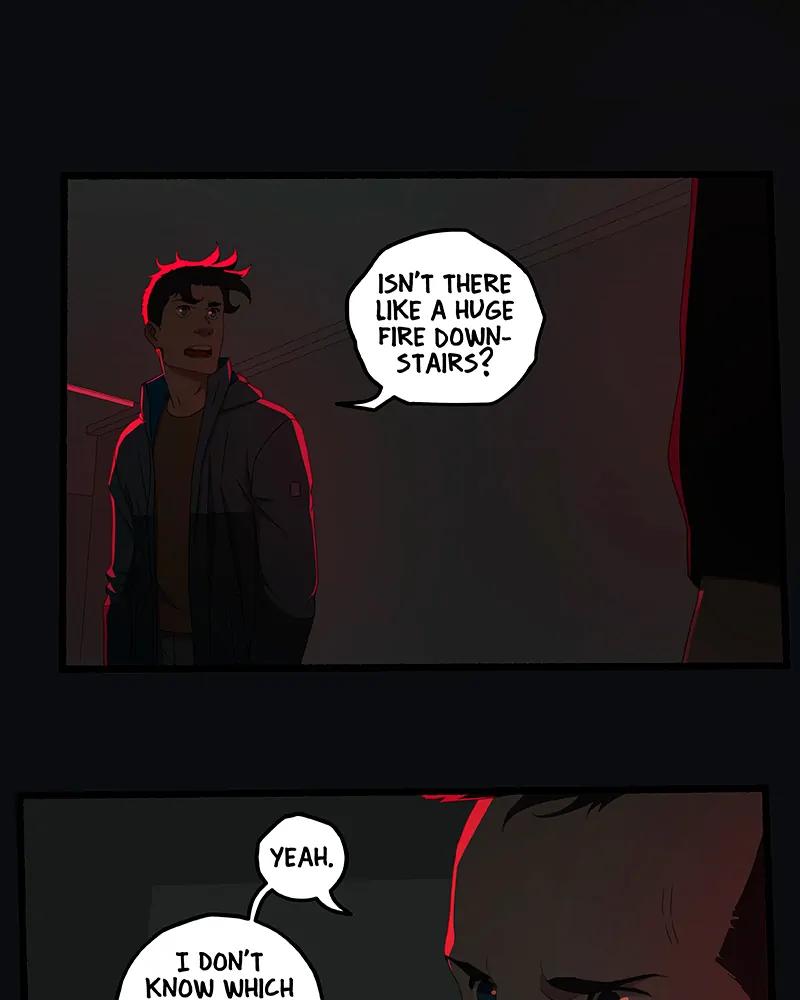 ISN'T THERE
LIKE A HUGE
FIRE DOWN-
STAIRS?
YEAH.
I DON'T
KNOW WHICH